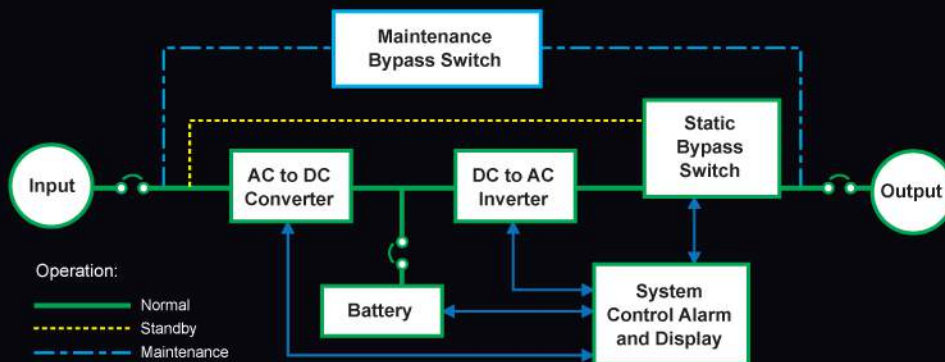 Maintenance
Bypass Switch
Static
Bypass
Switch
Input
AC to DC
Converter
DC to AC
Inverter
Output
Operation:
Normal
Standby
Maintenance
Battery
System
Control Alarm
and Display